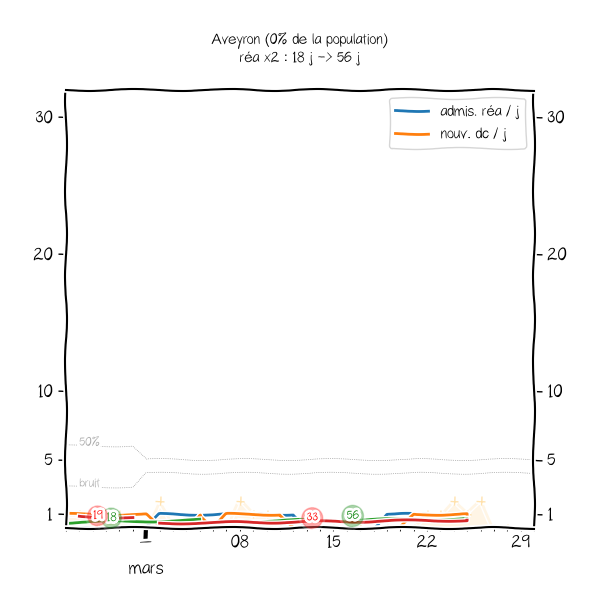 Aveyron (0% de la population)
réa x2 : 18 j -> 56 j
admis. réa / j
nouv. dc / j
30 30
20 20
10 10
50%
5 5
bruit
1 19 18 33 56 1
1 08 15 22 29
mars